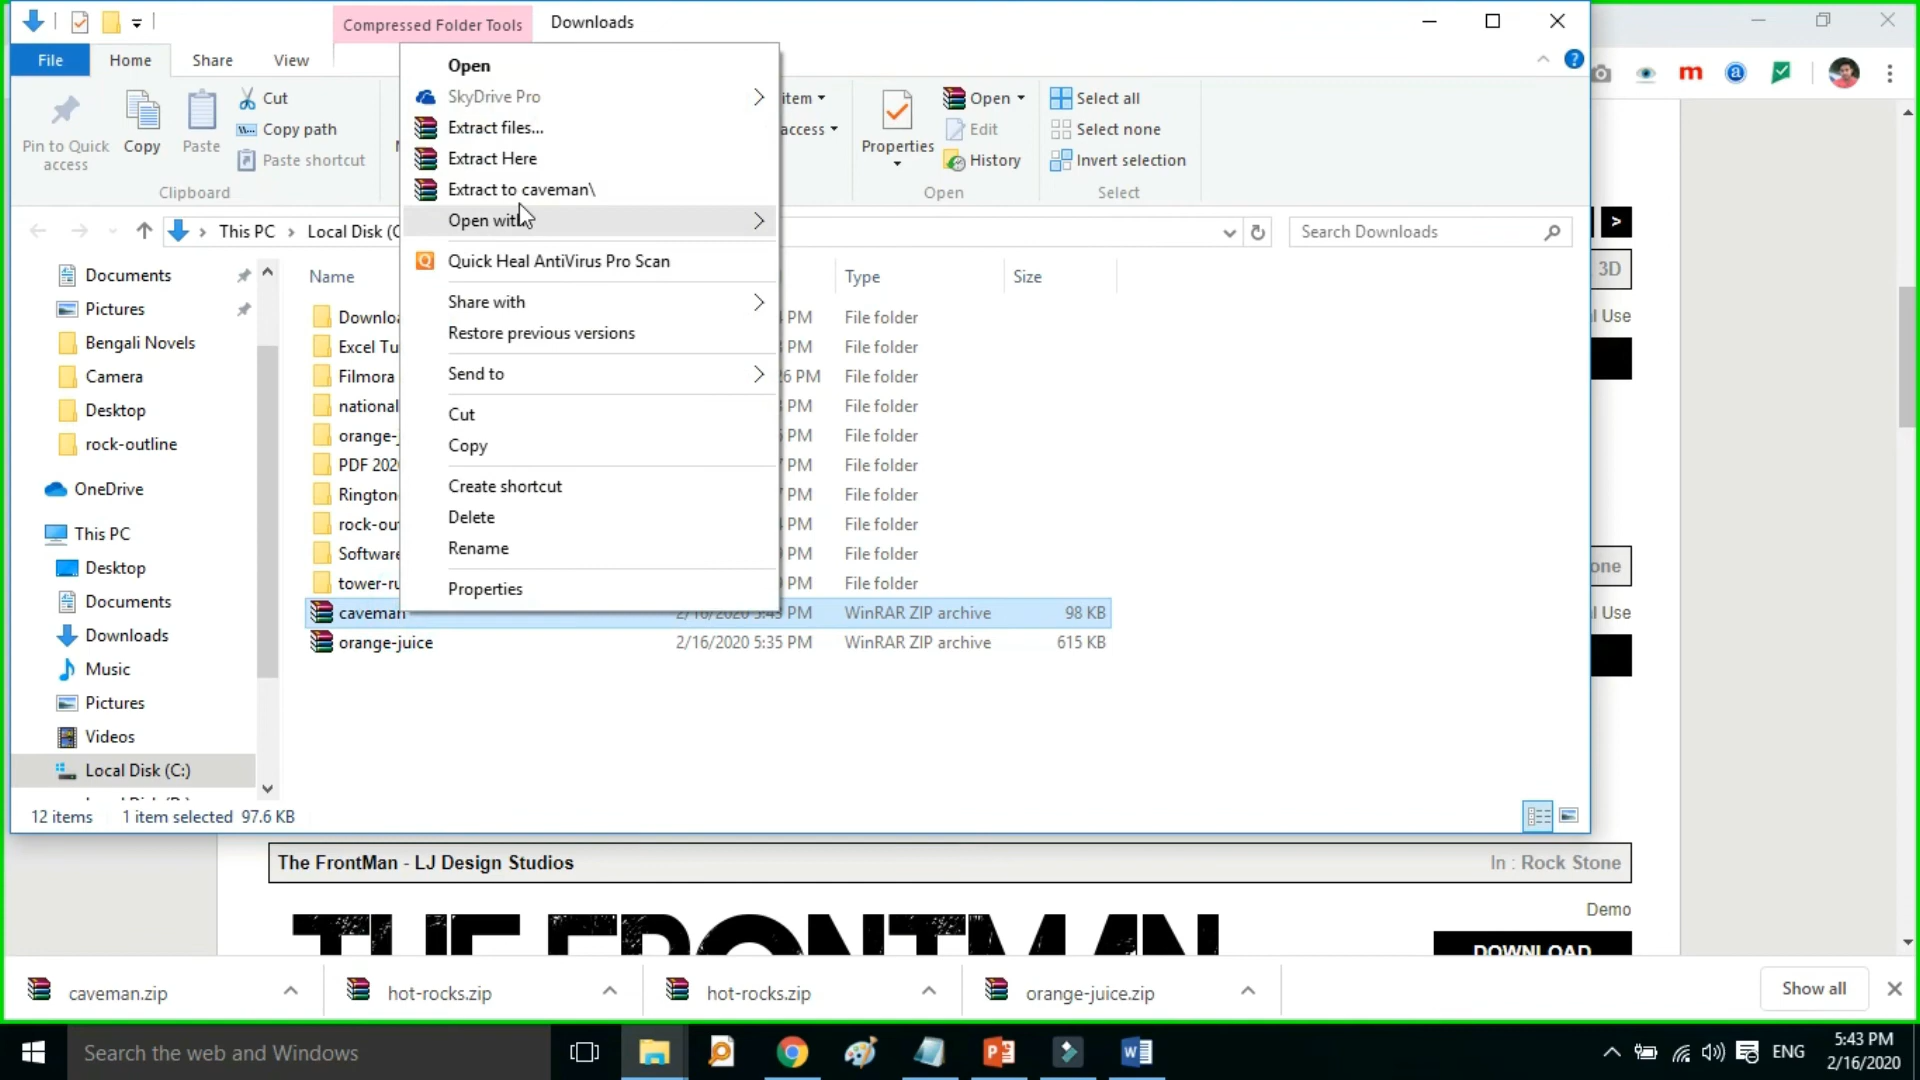 Compressed Folder Tools
Downloads
File
Home
Share
View
Pin to Quick access
Copy
Paste
Cut
Copy path
Paste shortcut
Clipboard
item
access
Properties
Open
Edit
History
Open
Select all
Select none
Invert selection
Select
Open
SkyDrive Pro
Extract files...
Extract Here
Extract to caveman\
Open with
Quick Heal AntiVirus Pro Scan
Share with
Restore previous versions
Send to
Cut
Copy
Create shortcut
Delete
Rename
Properties
This PC
Local Disk (C
Search Downloads
Documents
Pictures
Bengali Novels
Camera
Desktop
rock-outline
OneDrive
This PC
Desktop
Documents
Downloads
Music
Pictures
Videos
Local Disk (C:)
Name
Type
Size
Downloa
PM
File folder
Excel Tu
PM
File folder
Filmora
26 PM
File folder
national
PM
File folder
orange-j
PM
File folder
PDF 202
PM
File folder
Rington
PM
File folder
rock-ou
PM
File folder
Software
PM
File folder
tower-ru
PM
File folder
caveman
2/16/2020 5:43 PM
WinRAR ZIP archive
98 KB
orange-juice
2/16/2020 5:35 PM
WinRAR ZIP archive
615 KB
12 items
1 item selected 97.6 KB
>
3D
l Use
one
l Use
The FrontMan - LJ Design Studios
In : Rock Stone
Demo
THE FRONTMAN
DOWNLOAD
caveman.zip
hot-rocks.zip
hot-rocks.zip
orange-juice.zip
Show all
Search the web and Windows
ENG
5:43 PM
2/16/2020